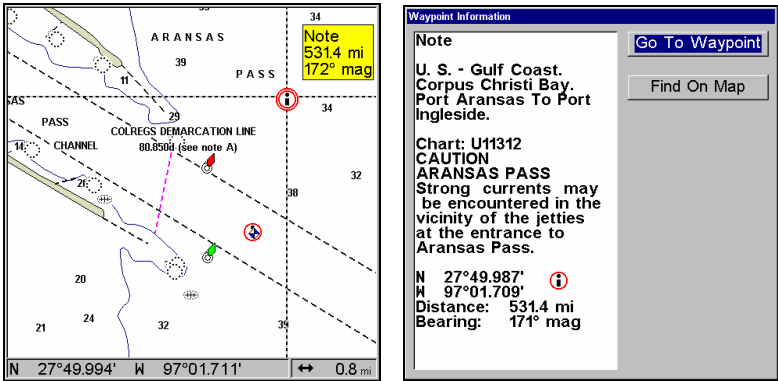 33
34
ARANSAS
Note
531.4 mi
172° mag
39
PASS
11
34
29
SAS
PASS
COLREGS DEMARCATION LINE
80.850d (see note A)
14
CHANNEL
32
38
20
24
32
39
21
N 27°49.994' W 97°01.711' 0.8 mi
Waypoint Information
Note
U. S. - Gulf Coast.
Corpus Christi Bay.
Port Aransas To Port
Ingleside.
Chart: U11312
CAUTION
ARANSAS PASS
Strong currents may
be encountered in the
vicinity of the jetties
at the entrance to
Aransas Pass.
N 27°49.987'
W 97°01.709'
Distance: 531.4 mi
Bearing: 171° mag
Go To Waypoint
Find On Map